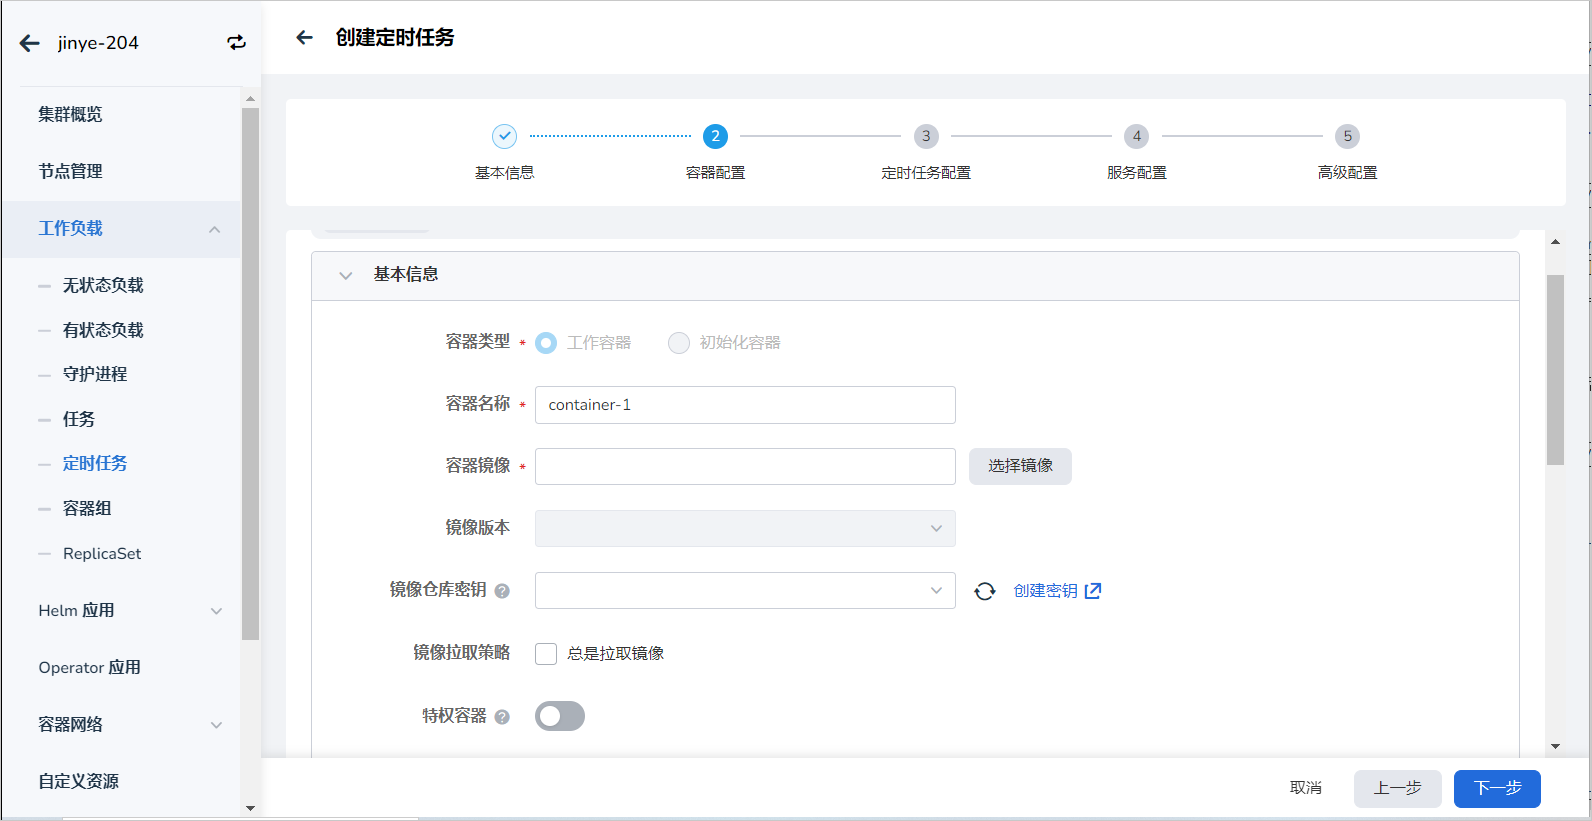 jinye-204
集群概览
节点管理
工作负载
无状态负载
有状态负载
守护进程
任务
定时任务
容器组
ReplicaSet
Helm 应用
Operator 应用
容器网络
自定义资源
创建定时任务
2 3 4 5
基本信息 容器配置 定时任务配置 服务配置 高级配置
基本信息
容器类型 * 工作容器 初始化容器
容器名称 * container-1
容器镜像 * 选择镜像
镜像版本
镜像仓库密钥 ? 创建密钥
镜像拉取策略 总是拉取镜像
特权容器 ?
取消 上一步 下一步